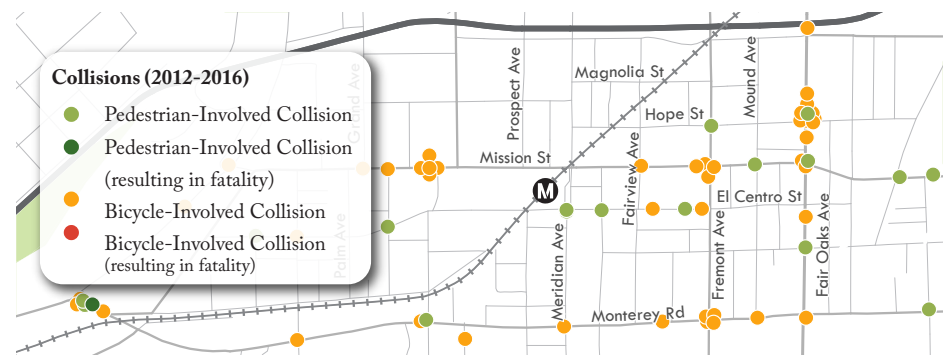 Collisions (2012-2016)
Pedestrian-Involved Collision
Pedestrian-Involved Collision
(resulting in fatality)
Bicycle-Involved Collision
Bicycle-Involved Collision
(resulting in fatality)
Grand Ave
Palm Ave
Prospect Ave
Magnolia St
Mound Ave
Hope St
Mission St
M
Fairview Ave
El Centro St
Meridian Ave
Fremont Ave
Fair Oaks Ave
Monterey Rd